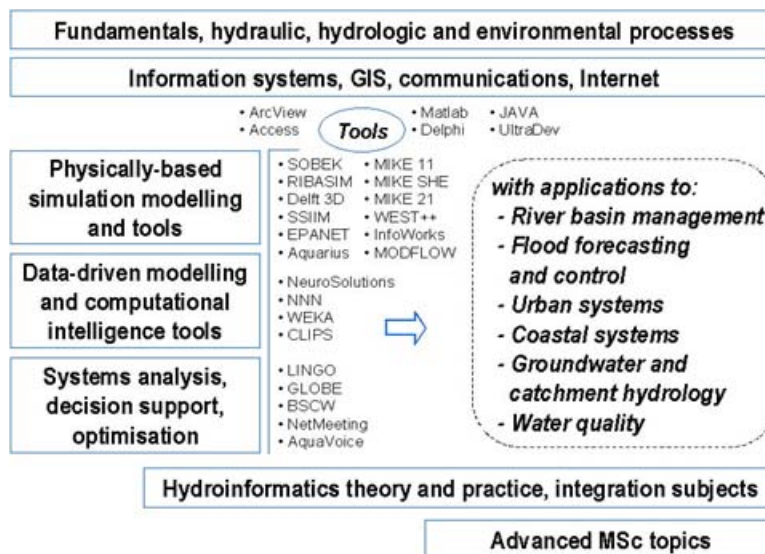 Fundamentals, hydraulic, hydrologic and environmental processes
Information systems, GIS, communications, Internet
• ArcView
• Access
Tools
• Matlab
• Delphi
• JAVA
• UltraDev
Physically-based
simulation modelling
and tools
• SOBEK • MIKE 11
• RIBASIM • MIKE SHE
• Delft 3D • MIKE 21
• SSIIM • WEST++
• EPANET • InfoWorks
• Aquarius • MODFLOW
Data-driven modelling
and computational
intelligence tools
• NeuroSolutions
• NNN
• WEKA
• CLIPS
Systems analysis,
decision support,
optimisation
• LINGO
• GLOBE
• BSCW
• NetMeeting
• AquaVoice
with applications to:
- River basin management
- Flood forecasting
and control
- Urban systems
- Coastal systems
- Groundwater and
catchment hydrology
- Water quality
Hydroinformatics theory and practice, integration subjects
Advanced MSc topics